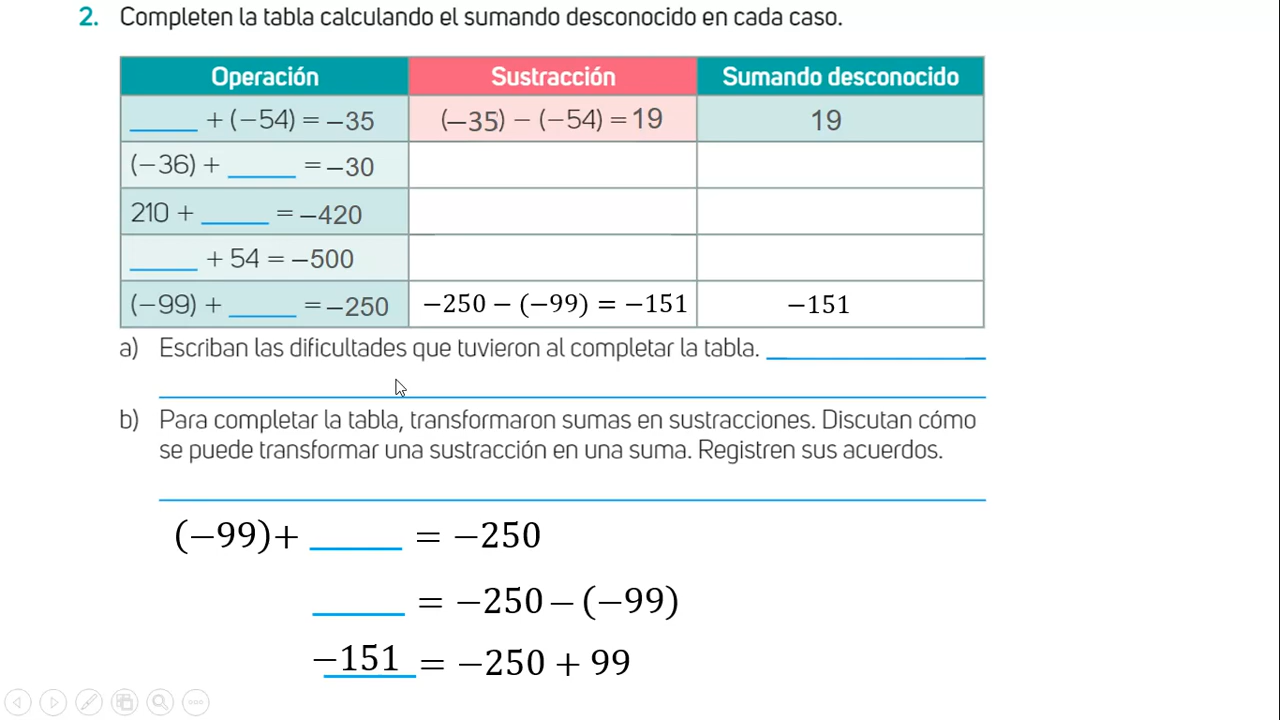 2. Completen la tabla calculando el sumando desconocido en cada caso.
Operación Sustracción Sumando desconocido
_____ + (−54) = −35 (−35) − (−54) = 19 19
(−36) + _____ = −30
210 + _____ = −420
_____ + 54 = −500
(−99) + _____ = −250 −250 − (−99) = −151 −151
a) Escriban las dificultades que tuvieron al completar la tabla. _____
b) Para completar la tabla, transformaron sumas en sustracciones. Discutan cómo
se puede transformar una sustracción en una suma. Registren sus acuerdos.
(−99)+ _____ = −250
_____ = −250 − (−99)
−151 = −250 + 99